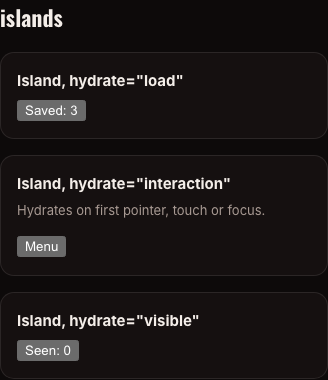 islands
Island, hydrate="load"
Saved: 3
Island, hydrate="interaction"
Hydrates on first pointer, touch or focus.
Menu
Island, hydrate="visible"
Seen: 0